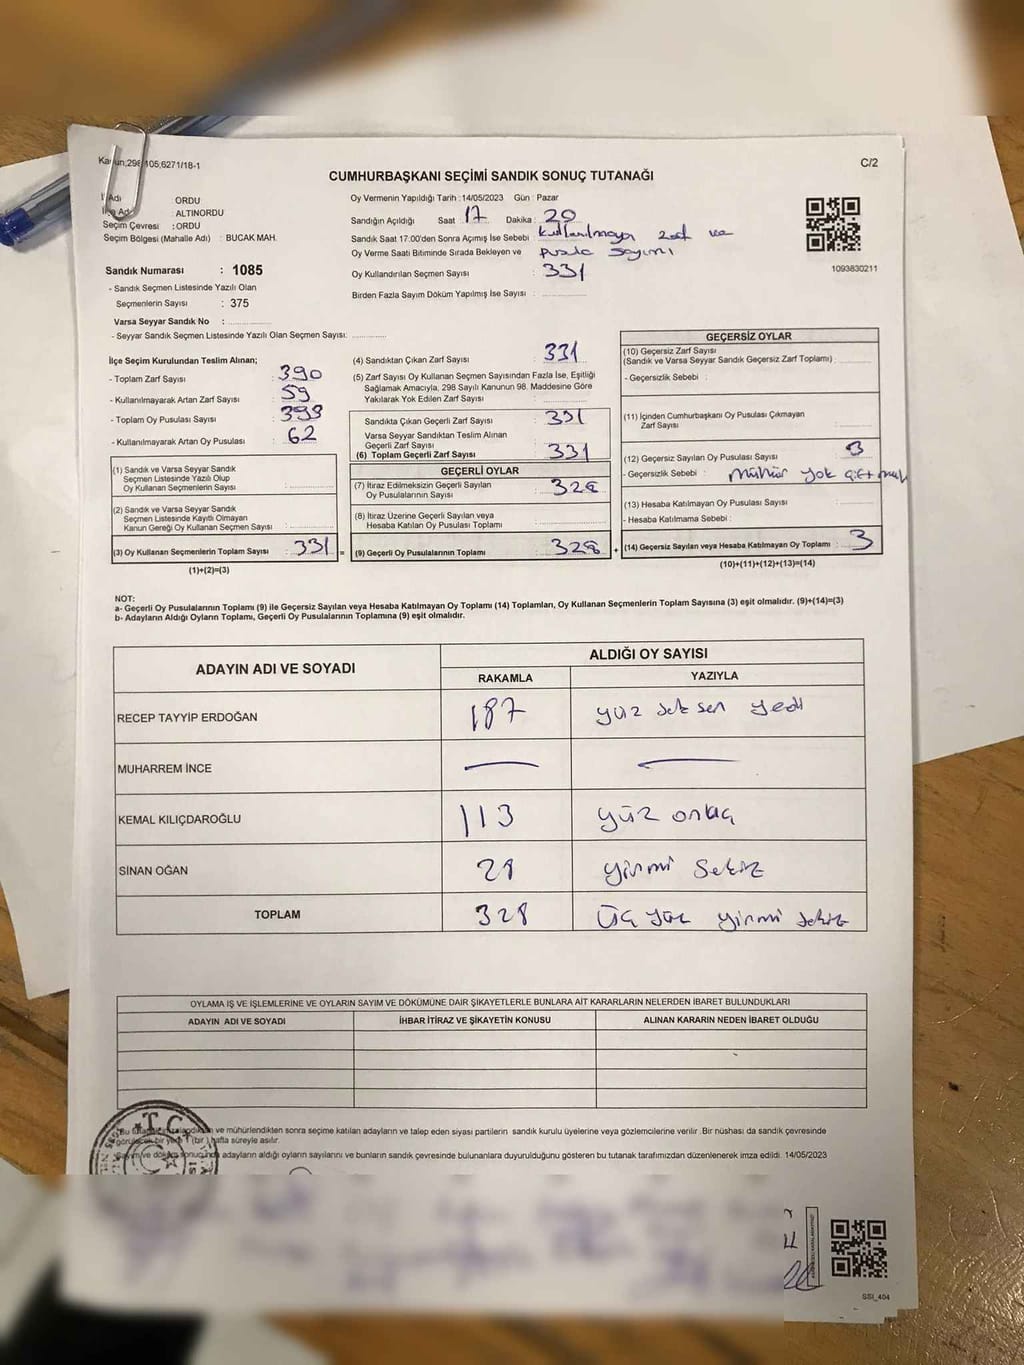 Kanun;298,105,6271/18-1
C/2
CUMHURBAŞKANI SEÇİMİ SANDIK SONUÇ TUTANAĞI
İl Adı : ORDU
İlçe Adı : ALTINORDU
Seçim Çevresi : ORDU
Seçim Bölgesi (Mahalle Adı) : BUCAK MAH.
Oy Vermenin Yapıldığı Tarih :14/05/2023 Gün : Pazar
Sandığın Açıldığı Saat :17 Dakika : 20
Sandık Saat 17:00'den Sonra Açımış İse Sebebi : kullanılmayan zarf ve
Oy Verme Saati Bitiminde Sırada Bekleyen ve pusula sayımı
Oy Kullandırılan Seçmen Sayısı : 331
Birden Fazla Sayım Döküm Yapılmış İse Sayısı :
1093830211
Sandık Numarası : 1085
- Sandık Seçmen Listesinde Yazılı Olan
Seçmenlerin Sayısı : 375
Varsa Seyyar Sandık No :
- Seyyar Sandık Seçmen Listesinde Yazılı Olan Seçmen Sayısı:
İlçe Seçim Kurulundan Teslim Alınan;
- Toplam Zarf Sayısı : 390
- Kullanılmayarak Artan Zarf Sayısı : 59
- Toplam Oy Pusulası Sayısı : 393
- Kullanılmayarak Artan Oy Pusulası : 62
(1) Sandık ve Varsa Seyyar Sandık
Seçmen Listesinde Yazılı Olup
Oy Kullanan Seçmenlerin Sayısı :
(2) Sandık ve Varsa Seyyar Sandık
Seçmen Listesinde Kayıtlı Olmayan
Kanun Gereği Oy Kullanan Seçmen Sayısı :
(3) Oy Kullanan Seçmenlerin Toplam Sayısı : 331 =
(1)+(2)=(3)
(4) Sandıktan Çıkan Zarf Sayısı : 331
(5) Zarf Sayısı Oy Kullanan Seçmen Sayısından Fazla İse, Eşitliği
Sağlamak Amacıyla, 298 Sayılı Kanunun 98. Maddesine Göre
Yakılarak Yok Edilen Zarf Sayısı :
Sandıkta Çıkan Geçerli Zarf Sayısı : 331
Varsa Seyyar Sandıktan Teslim Alınan
Geçerli Zarf Sayısı :
(6) Toplam Geçerli Zarf Sayısı : 331
GEÇERLİ OYLAR
(7) İtiraz Edilmeksizin Geçerli Sayılan
Oy Pusulalarının Sayısı : 328
(8) İtiraz Üzerine Geçerli Sayılan veya
Hesaba Katılan Oy Pusulası Toplamı :
(9) Geçerli Oy Pusulalarının Toplamı : 328 +
GEÇERSİZ OYLAR
(10) Geçersiz Zarf Sayısı
(Sandık ve Varsa Seyyar Sandık Geçersiz Zarf Toplamı) :
- Geçersizlik Sebebi :
(11) İçinden Cumhurbaşkanı Oy Pusulası Çıkmayan
Zarf Sayısı :
(12) Geçersiz Sayılan Oy Pusulası Sayısı : 3
- Geçersizlik Sebebi : Mühür yok çift
(13) Hesaba Katılmayan Oy Pusulası Sayısı :
- Hesaba Katılmama Sebebi :
(14) Geçersiz Sayılan veya Hesaba Katılmayan Oy Toplamı : 3
(10)+(11)+(12)+(13)=(14)
NOT:
a- Geçerli Oy Pusulalarının Toplamı (9) ile Geçersiz Sayılan veya Hesaba Katılmayan Oy Toplamı (14) Toplamları, Oy Kullanan Seçmenlerin Toplam Sayısına (3) eşit olmalıdır. (9)+(14)=(3)
b- Adayların Aldığı Oyların Toplamı, Geçerli Oy Pusulalarının Toplamına (9) eşit olmalıdır.
ADAYIN ADI VE SOYADI
ALDIĞI OY SAYISI
RAKAMLA YAZIYLA
RECEP TAYYİP ERDOĞAN 187 yüz seksen yedi
MUHARREM İNCE
KEMAL KILIÇDAROĞLU 113 yüz onüç
SİNAN OĞAN 28 yirmi sekiz
TOPLAM 328 üç yüz yirmi sekiz
OYLAMA İŞ VE İŞLEMLERİNE VE OYLARIN SAYIM VE DÖKÜMÜNE DAİR ŞİKAYETLERLE BUNLARA AİT KARARLARIN NELERDEN İBARET BULUNDUKLARI
ADAYIN ADI VE SOYADI İHBAR İTİRAZ VE ŞİKAYETİN KONUSU ALINAN KARARIN NEDEN İBARET OLDUĞU
T.C.
ve mühürlendikten sonra seçime katılan adayların ve talep eden siyasi partilerin sandık kurulu üyelerine veya gözlemcilerine verilir .Bir nüshası da sandık çevresinde
bir yere 1 (bir) hafta süreyle asılır.
ve döküm sonucunda adayların aldığı oyların sayılarını ve bunların sandık çevresinde bulunanlara duyurulduğunu gösteren bu tutanak tarafımızdan düzenlenerek imza edildi. 14/05/2023
SSI_404